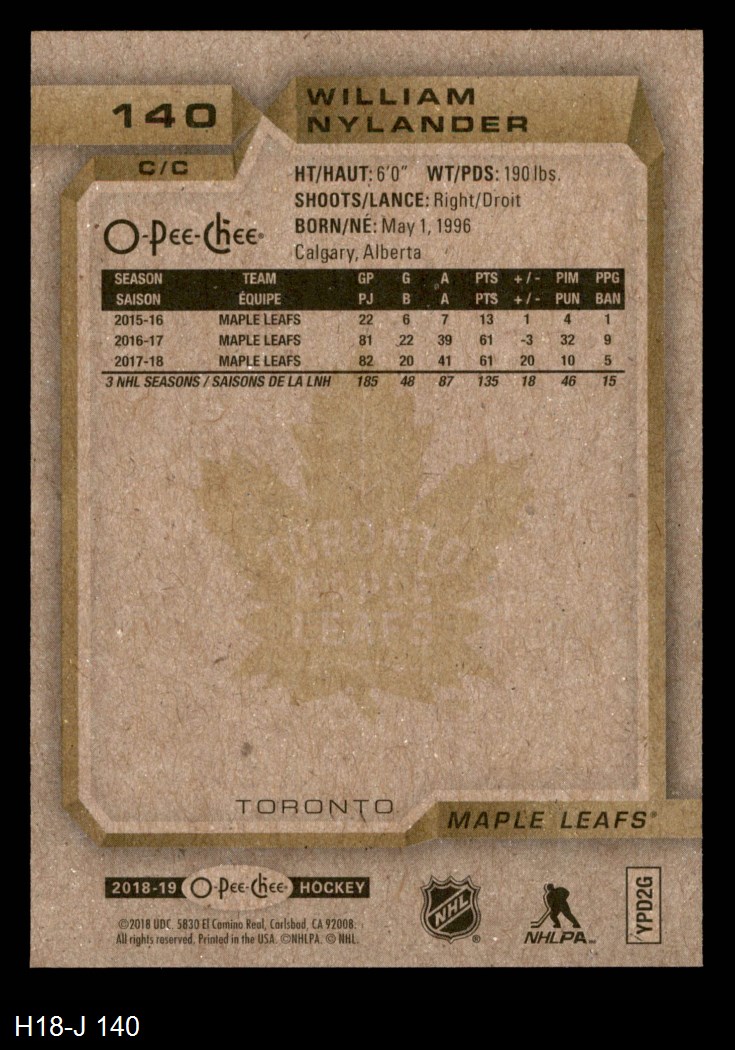 140
WILLIAM
NYLANDER
C/C
HT/HAUT: 6'0" WT/PDS: 190 lbs.
SHOOTS/LANCE: Right/Droit
BORN/NÉ: May 1, 1996
Calgary, Alberta
O-Pee-Chee
SEASON TEAM GP G A PTS +/- PIM PPG
SAISON ÉQUIPE PJ B A PTS +/- PUN BAN
2015-16 MAPLE LEAFS 22 6 7 13 1 4 1
2016-17 MAPLE LEAFS 81 22 39 61 -3 32 9
2017-18 MAPLE LEAFS 82 20 41 61 20 10 5
3 NHL SEASONS / SAISONS DE LA LNH 185 48 87 135 18 46 15
TORONTO
MAPLE
LEAFS
TORONTO
MAPLE LEAFS®
2018-19 O-Pee-Chee HOCKEY
©2018 UDC. 5830 El Camino Real, Carlsbad, CA 92008.
All rights reserved. Printed in the USA. ©NHLPA. © NHL.
NHL ®
NHLPA™
YPD2G
H18-J 140